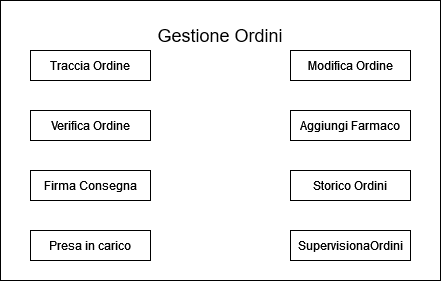 Gestione Ordini
Traccia Ordine
Modifica Ordine
Verifica Ordine
Aggiungi Farmaco
Firma Consegna
Storico Ordini
Presa in carico
SupervisionaOrdini